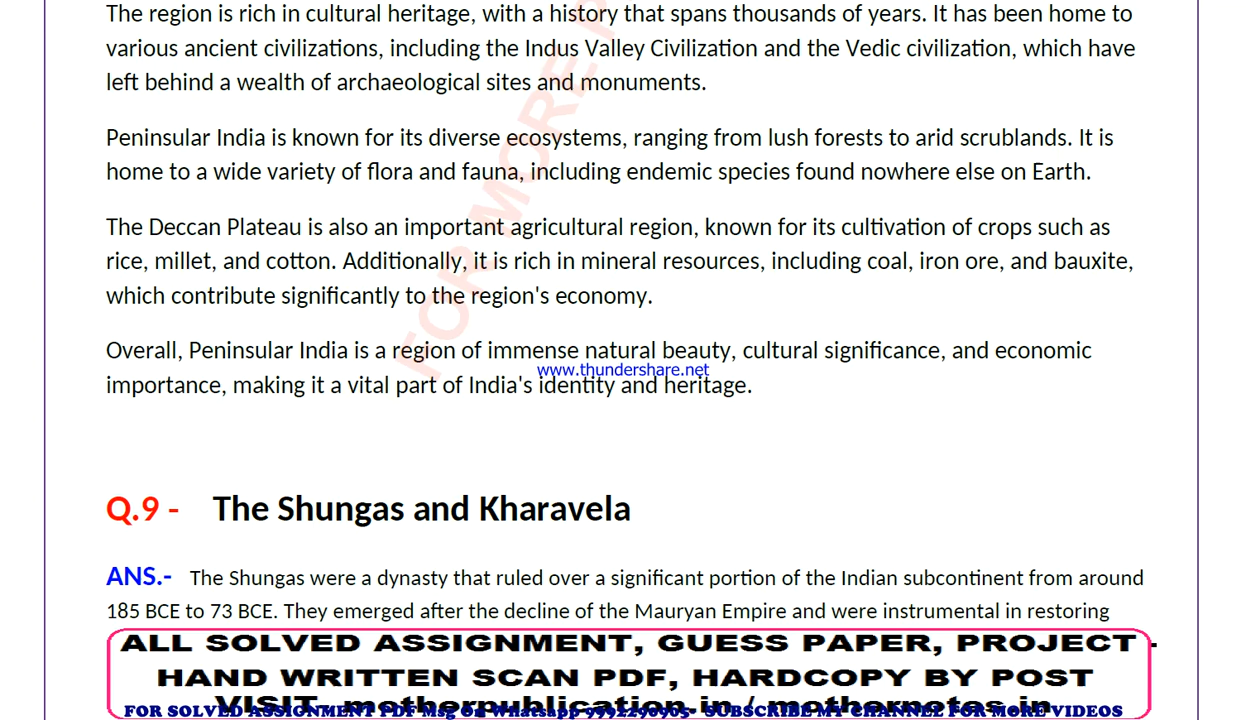 The region is rich in cultural heritage, with a history that spans thousands of years. It has been home to
various ancient civilizations, including the Indus Valley Civilization and the Vedic civilization, which have
left behind a wealth of archaeological sites and monuments.
Peninsular India is known for its diverse ecosystems, ranging from lush forests to arid scrublands. It is
home to a wide variety of flora and fauna, including endemic species found nowhere else on Earth.
The Deccan Plateau is also an important agricultural region, known for its cultivation of crops such as
rice, millet, and cotton. Additionally, it is rich in mineral resources, including coal, iron ore, and bauxite,
which contribute significantly to the region's economy.
Overall, Peninsular India is a region of immense natural beauty, cultural significance, and economic
www.thundershare.net
importance, making it a vital part of India's identity and heritage.
FOR MORE P
Q.9 - The Shungas and Kharavela
ANS.- The Shungas were a dynasty that ruled over a significant portion of the Indian subcontinent from around
185 BCE to 73 BCE. They emerged after the decline of the Mauryan Empire and were instrumental in restoring
ALL SOLVED ASSIGNMENT, GUESS PAPER, PROJECT -
HAND WRITTEN SCAN PDF, HARDCOPY BY POST
VISIT motherpublication.in / mothernotes.in
FOR SOLVED ASSIGNMENT PDF Msg On Whatsapp 9992290905- SUBSCRIBE MY CHANNEL FOR MORE VIDEOS